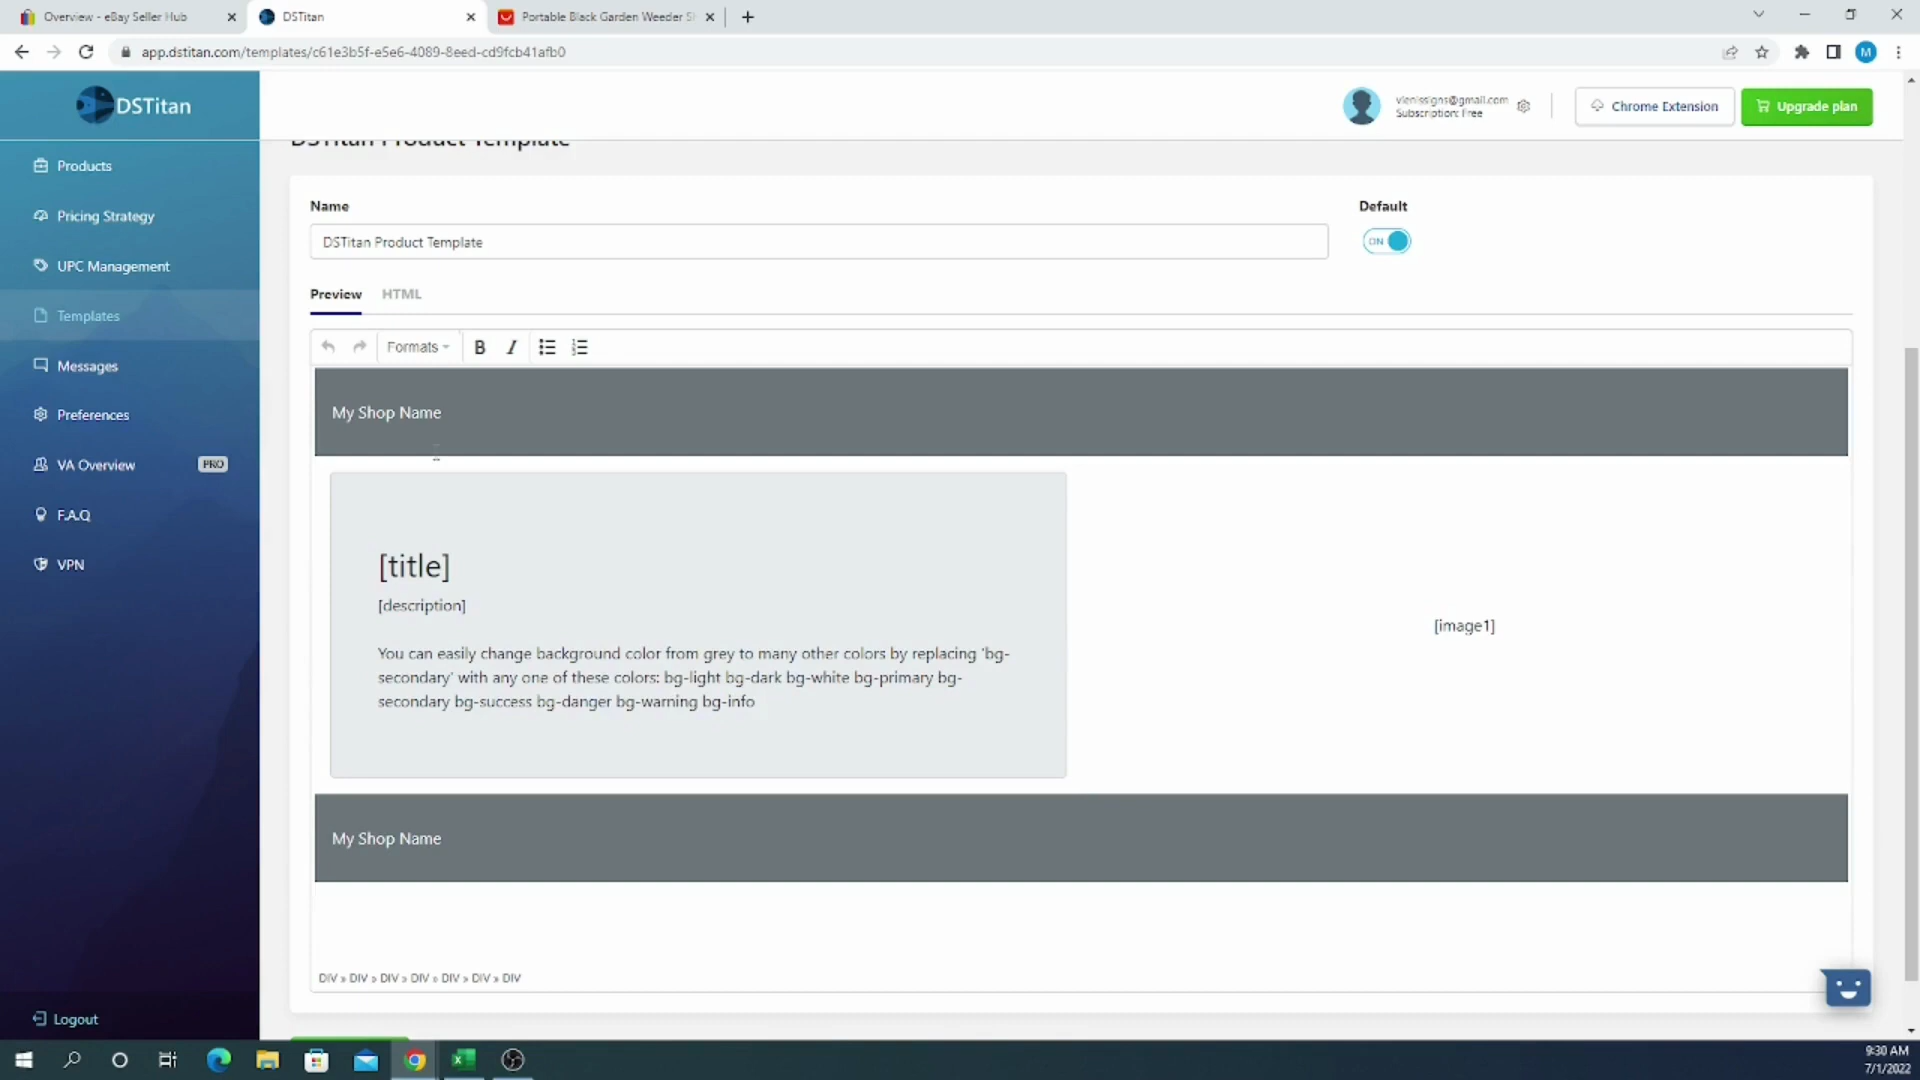 Overview - eBay Seller Hub
DSTitan
Portable Black Garden Weeder S
app.dstitan.com/templates/c61e3b5f-e5e6-4089-8eed-cd9fcb41afb0
M
DSTitan
vienissigns@gmail.com
Subscription: Free
Chrome Extension
Upgrade plan
Products
Pricing Strategy
UPC Management
Templates
Messages
Preferences
VA Overview PRO
F.A.Q
VPN
Logout
DSTitan Product Template
Name
Default
DSTitan Product Template
ON
Preview HTML
Formats B I
My Shop Name
[title]
[description]
You can easily change background color from grey to many other colors by replacing 'bg-
secondary' with any one of these colors: bg-light bg-dark bg-white bg-primary bg-
secondary bg-success bg-danger bg-warning bg-info
[image1]
My Shop Name
DIV » DIV » DIV » DIV » DIV » DIV » DIV
9:30 AM
7/1/2022